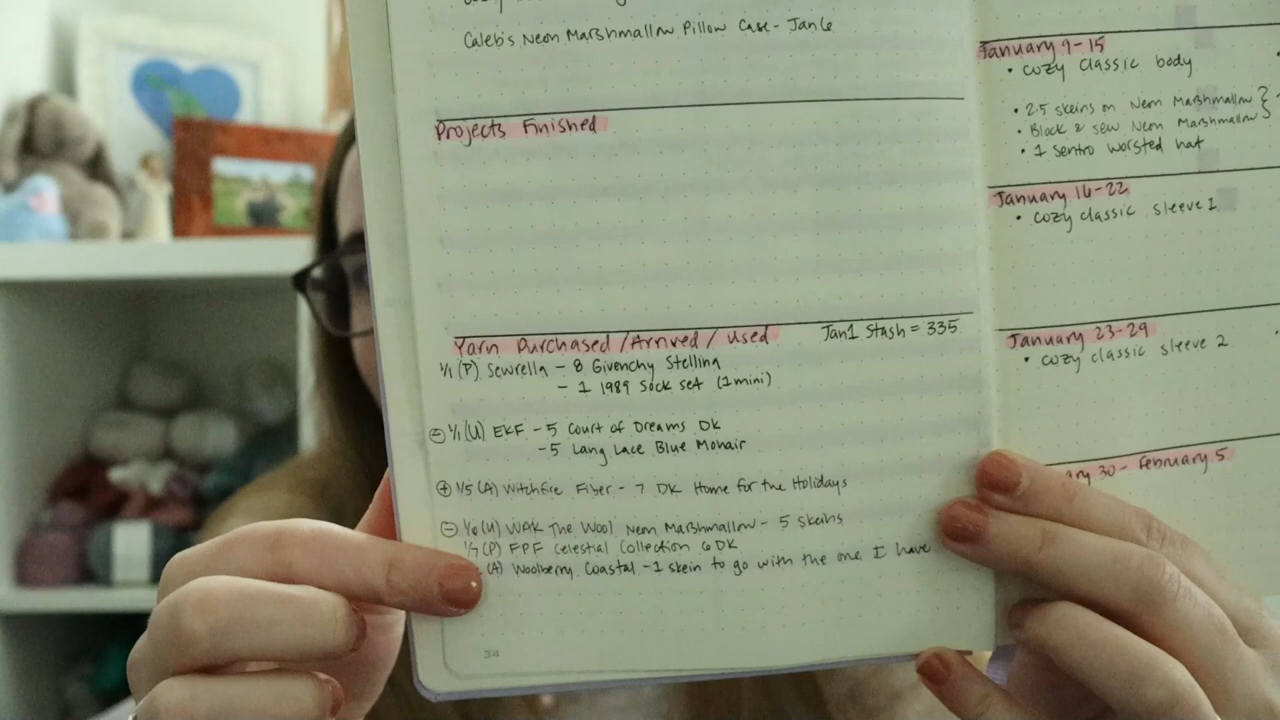 Caleb's Neon Marshmallow Pillow Case - Jan 6
Projects Finished
Yarn Purchased / Arrived / Used Jan 1 Stash = 335
1/1 (P) Sewrella - 8 Givenchy Stelling
- 1 1989 Sock set (1 mini)
⊖ 1/1 (U) EKF - 5 Court of Dreams DK
- 5 Lang Lace Blue Mohair
⊕ 1/5 (A) Witchfire Fiber - 7 DK Home for the Holidays
⊖ 1/6 (U) WAK The Wool Neon Marshmallow - 5 skeins
1/7 (P) FPF Celestial Collection 6 DK
(A) Woolberry Coastal - 1 skein to go with the one I have
34
January 9-15
• cozy classic body
• 2.5 skeins on Neon Marshmallow
• Block & sew Neon Marshmallow
• 1 sentro worsted hat
January 16-22
• cozy classic sleeve 1
January 23-29
• cozy classic sleeve 2
ary 30 - February 5